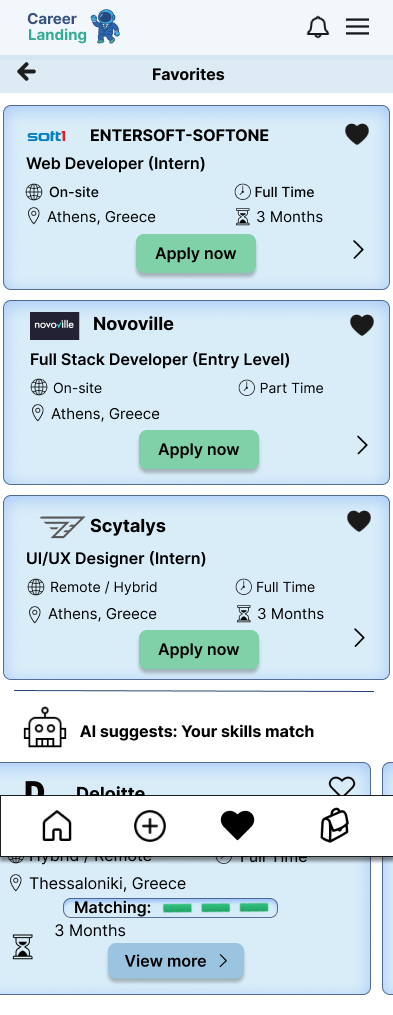 Career
Landing
Favorites
soft1 ENTERSOFT-SOFTONE
Web Developer (Intern)
On-site Full Time
Athens, Greece 3 Months
Apply now
novoville Novoville
Full Stack Developer (Entry Level)
On-site Part Time
Athens, Greece
Apply now
Scytalys
UI/UX Designer (Intern)
Remote / Hybrid Full Time
Athens, Greece 3 Months
Apply now
AI suggests: Your skills match
D Deloitte
Hybrid / Remote Full Time
Thessaloniki, Greece
Matching:
3 Months
View more